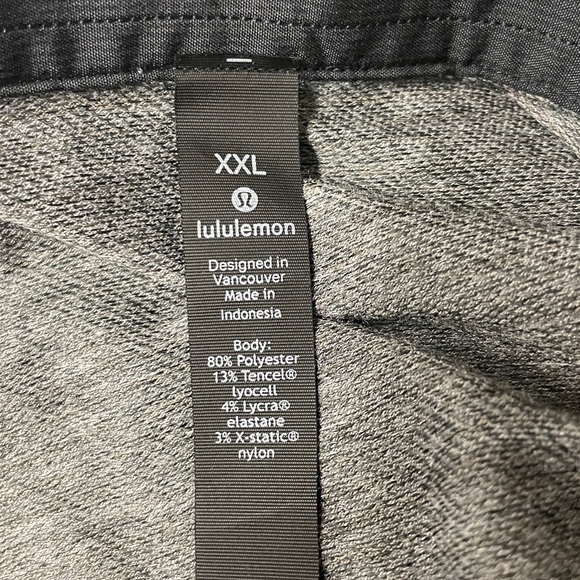 XXL
lululemon
Designed in
Vancouver
Made in
Indonesia
Body:
80% Polyester
13% Tencel®
lyocell
4% Lycra®
elastane
3% X-static®
nylon